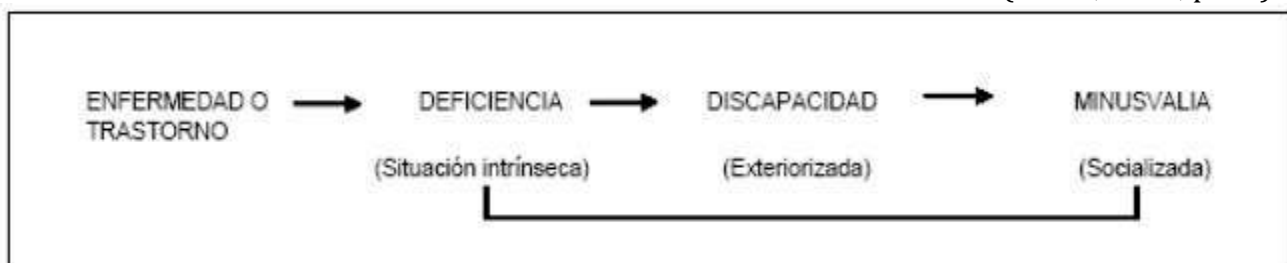 ENFERMEDAD O TRASTORNO
DEFICIENCIA
DISCAPACIDAD
MINUSVALIA
(Situación intrínseca)
(Exteriorizada)
(Socializada)